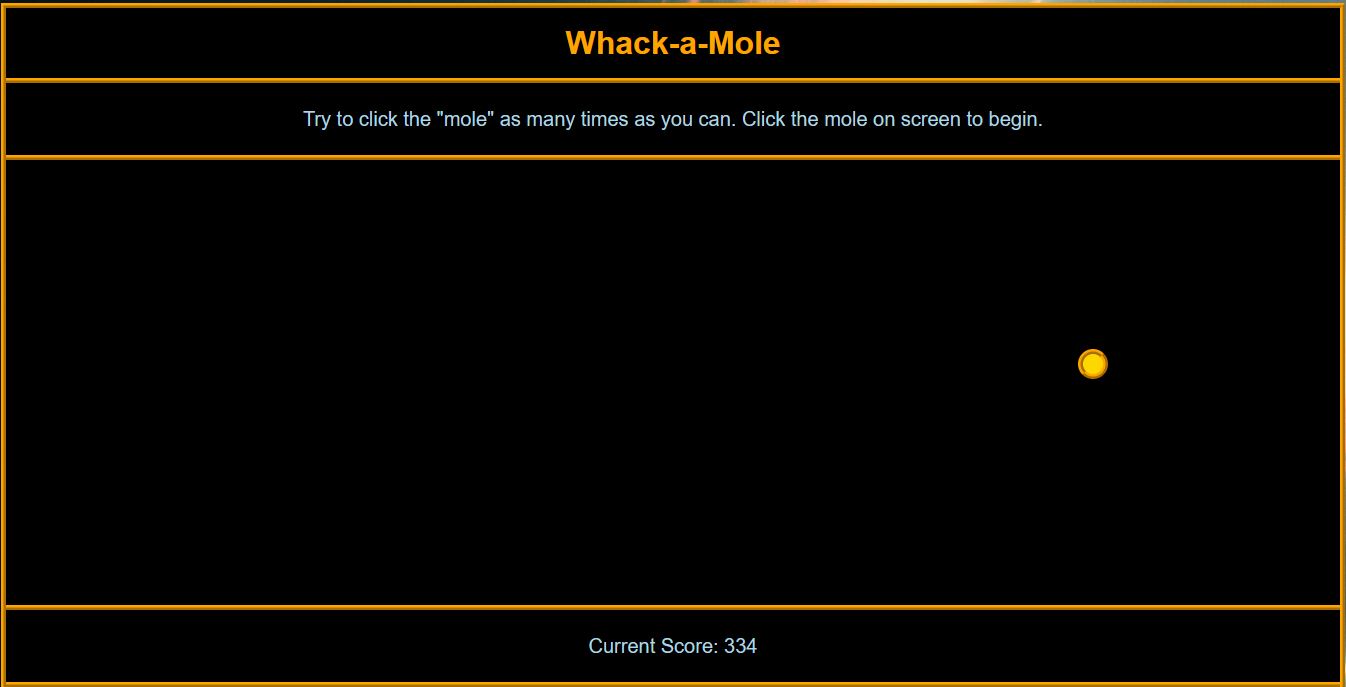 Whack-a-Mole
Try to click the "mole" as many times as you can. Click the mole on screen to begin.
Current Score: 334